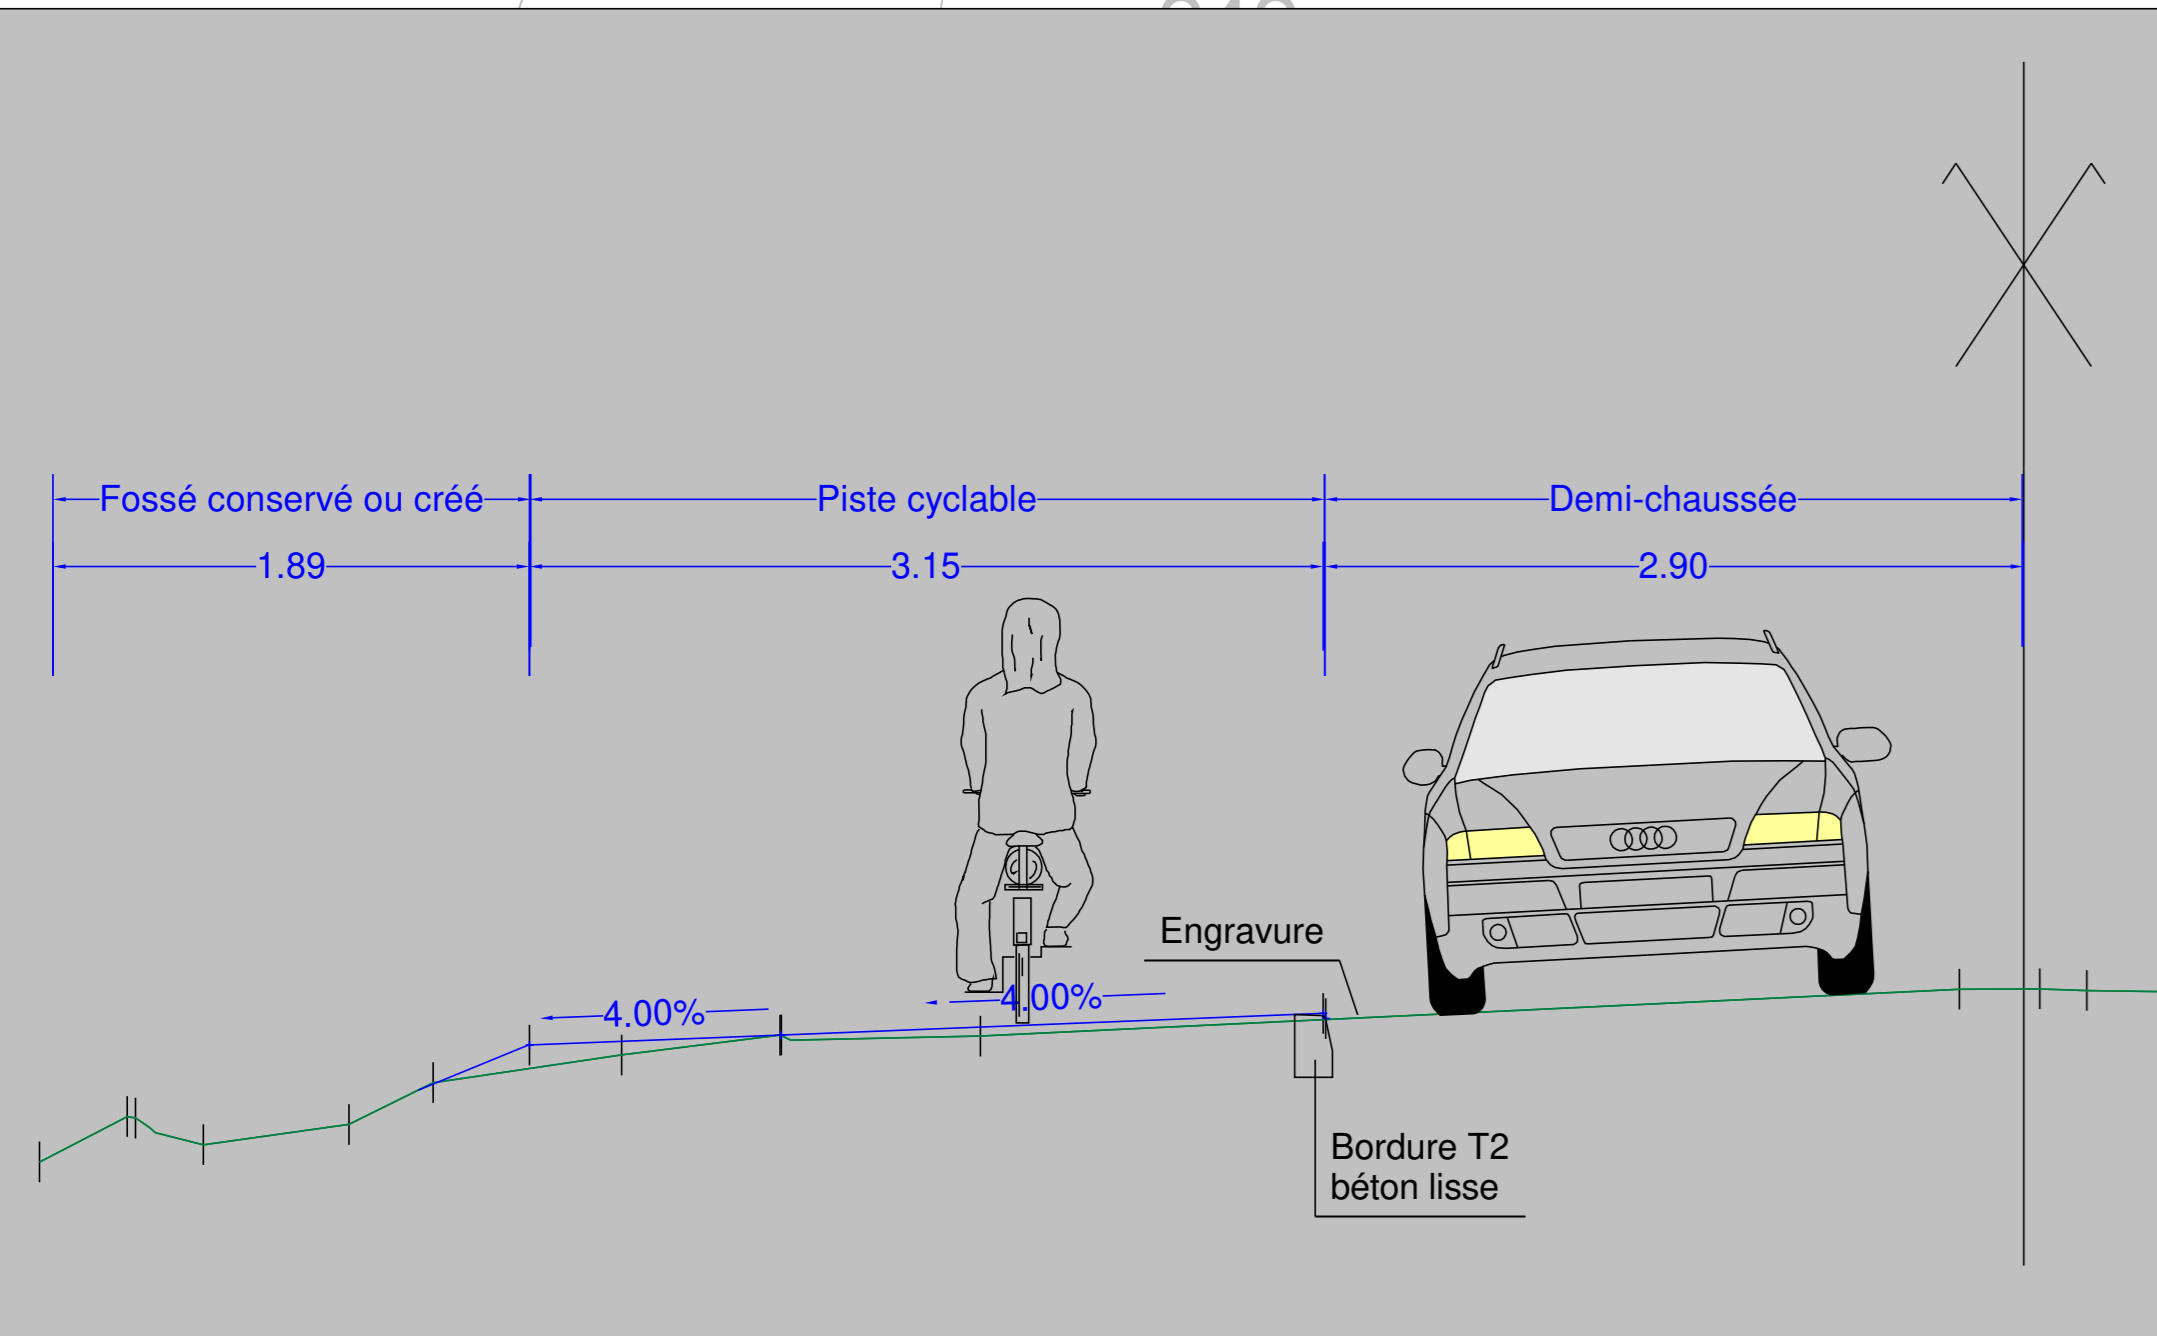 Fossé conservé ou créé
Piste cyclable
Demi-chaussée
1.89
3.15
2.90
Engravure
4.00%
4.00%
Bordure T2
béton lisse